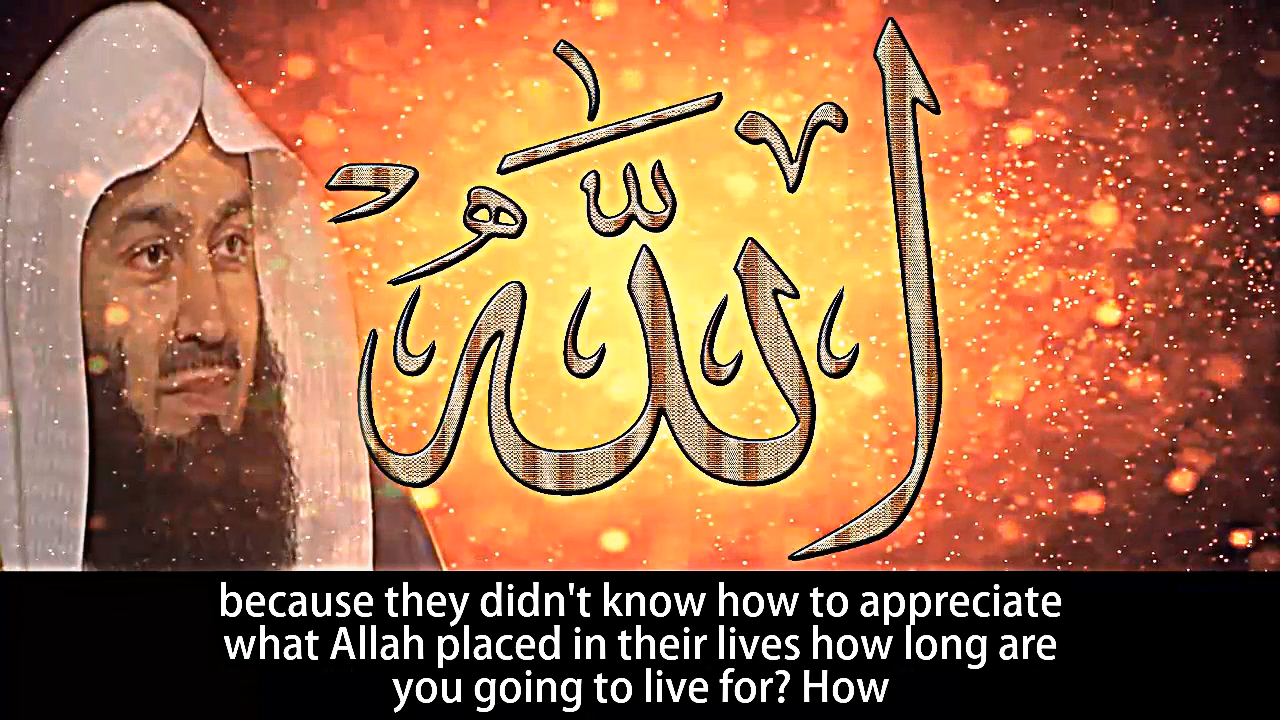 الله
because they didn't know how to appreciate
what Allah placed in their lives how long are
you going to live for? How